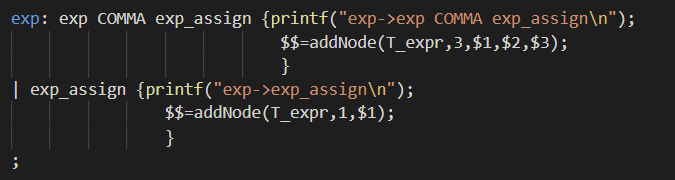 exp: exp COMMA exp_assign {printf("exp->exp COMMA exp_assign\n");
$$=addNode(T_expr,3,$1,$2,$3);
}
| exp_assign {printf("exp->exp_assign\n");
$$=addNode(T_expr,1,$1);
}
;